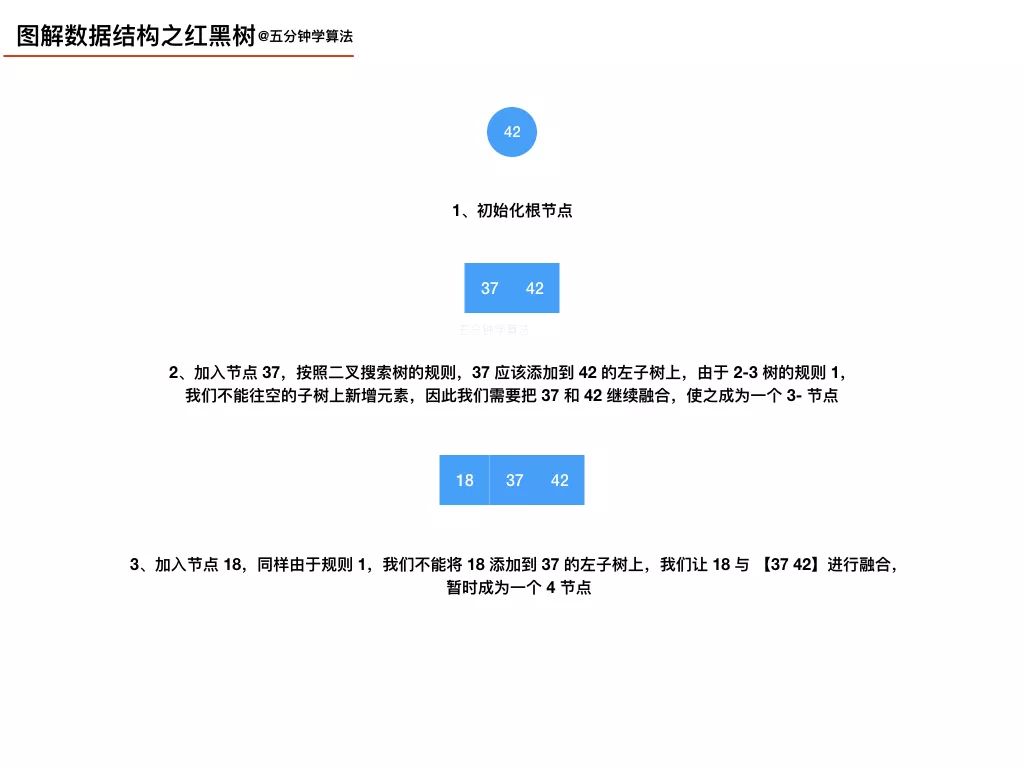 图解数据结构之红黑树@五分钟学算法
42
1、初始化根节点
37 42
五分钟学算法
2、加入节点 37，按照二叉搜索树的规则，37 应该添加到 42 的左子树上，由于 2-3 树的规则 1，
我们不能往空的子树上新增元素，因此我们需要把 37 和 42 继续融合，使之成为一个 3- 节点
18 37 42
3、加入节点 18，同样由于规则 1，我们不能将 18 添加到 37 的左子树上，我们让 18 与 【37 42】进行融合，
暂时成为一个 4 节点